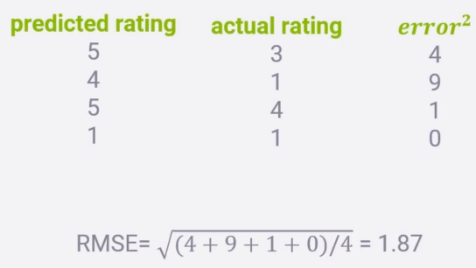 predicted rating actual rating error²
5 3 4
4 1 9
5 4 1
1 1 0
RMSE= √(4 + 9 + 1 + 0)/4 = 1.87